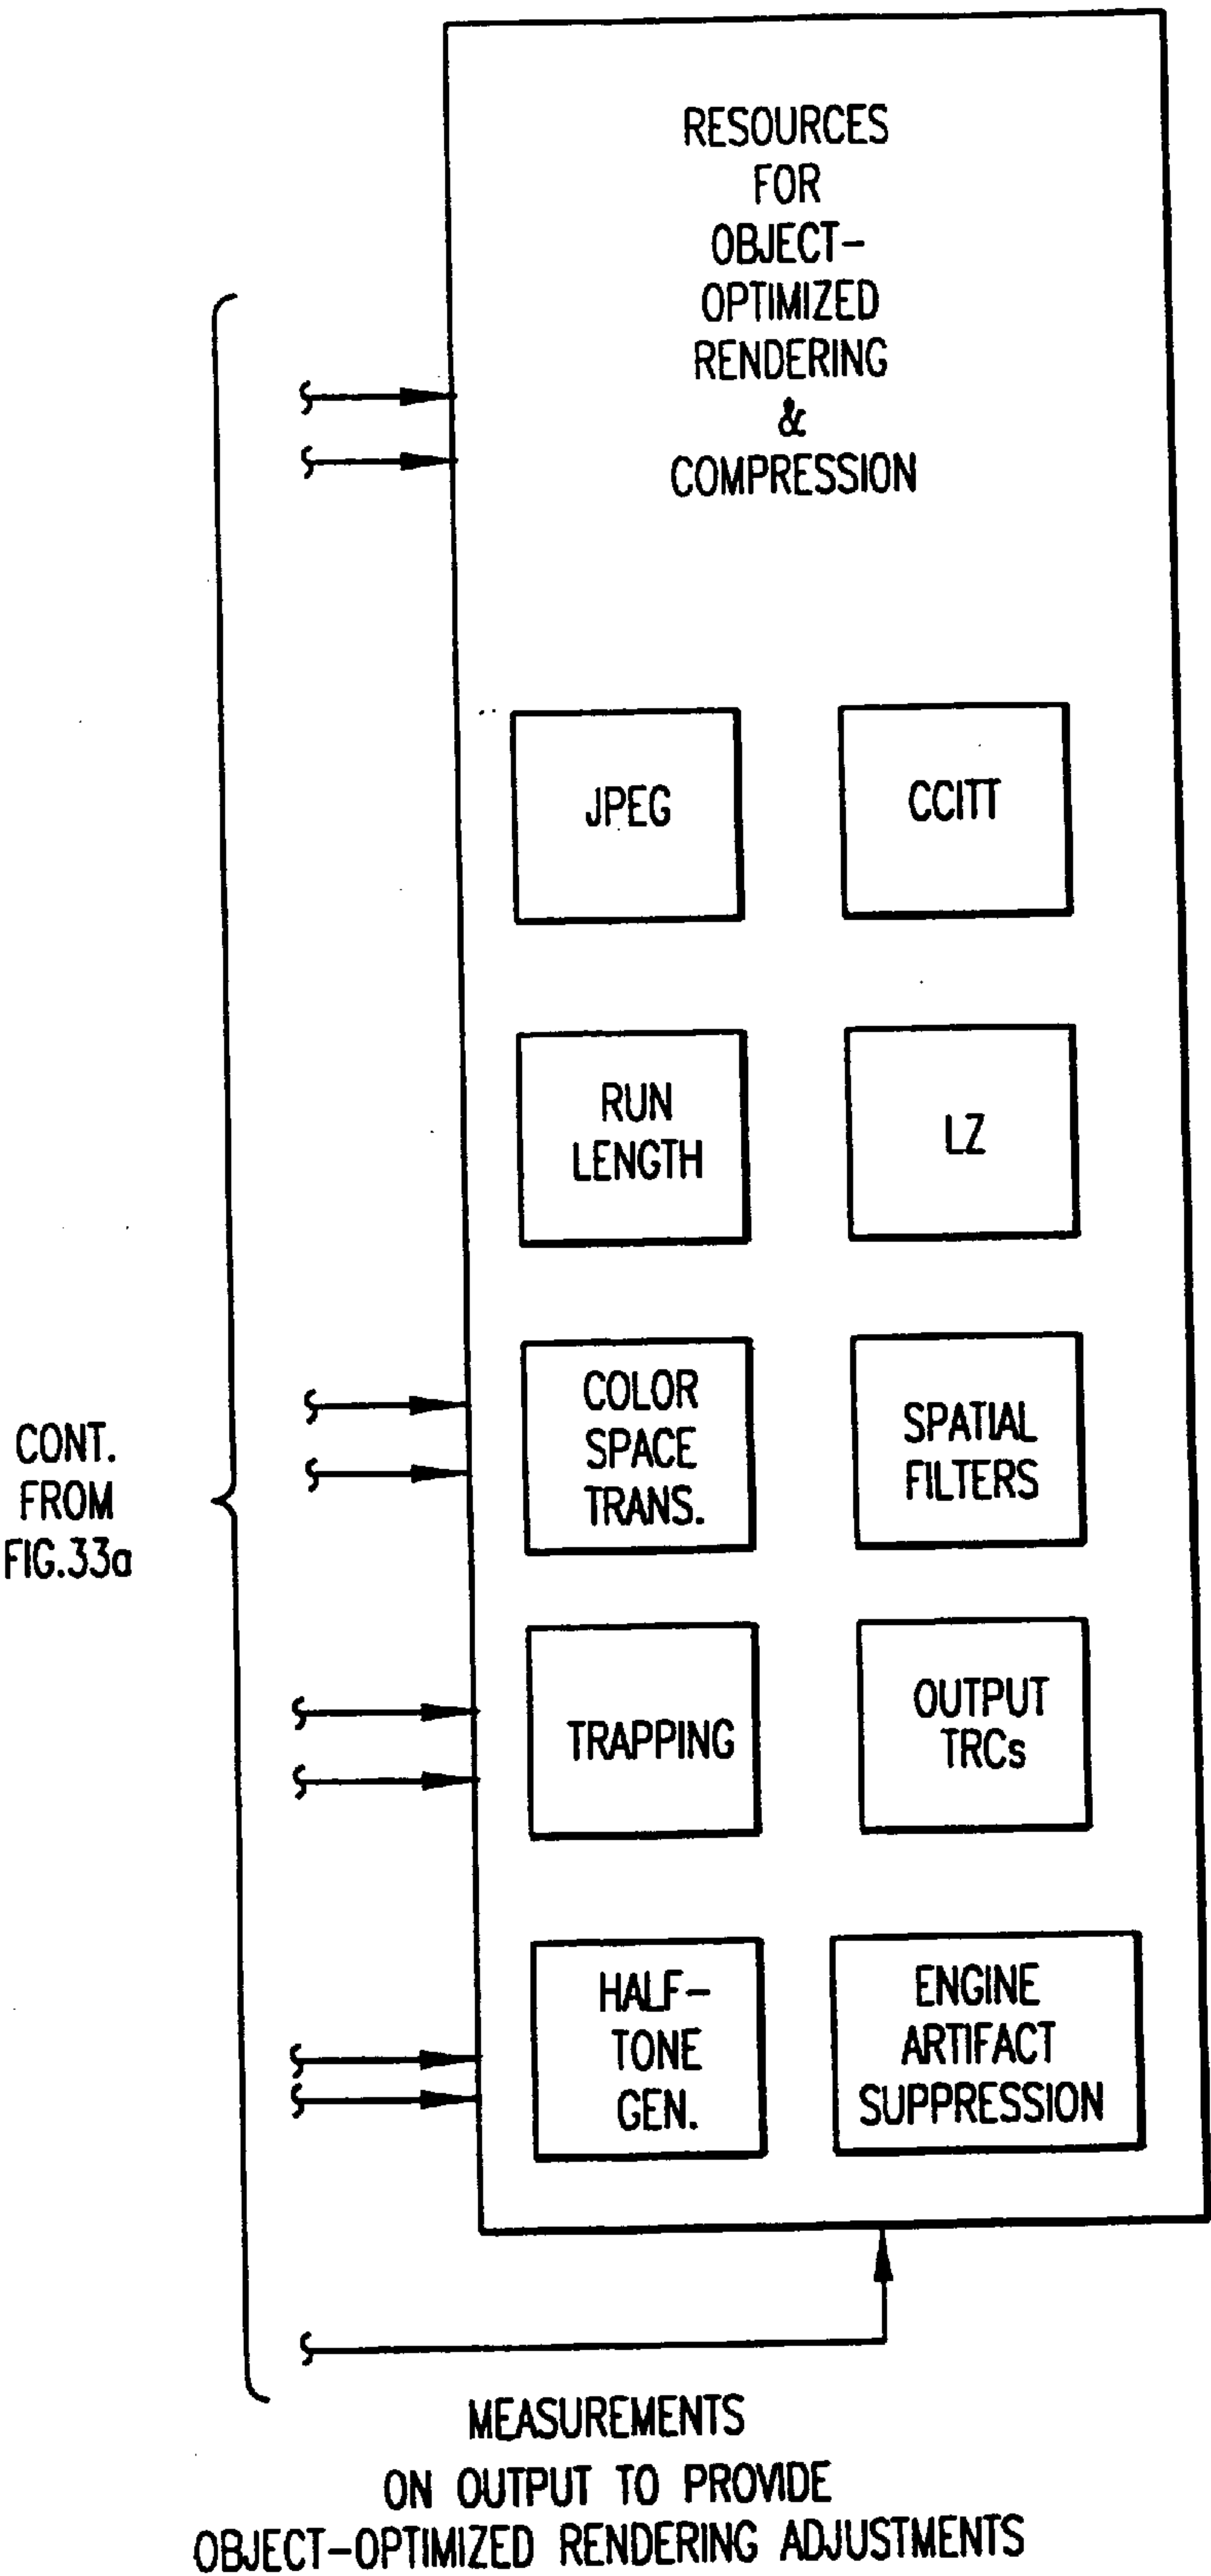 RESOURCES
FOR
OBJECT-
OPTIMIZED
RENDERING
&
COMPRESSION
JPEG
CCITT
RUN
LENGTH
LZ
COLOR
SPACE
TRANS.
SPATIAL
FILTERS
CONT.
FROM
FIG.33a
TRAPPING
OUTPUT
TRCs
HALF-
TONE
GEN.
ENGINE
ARTIFACT
SUPPRESSION
MEASUREMENTS
ON OUTPUT TO PROVIDE
OBJECT-OPTIMIZED RENDERING ADJUSTMENTS